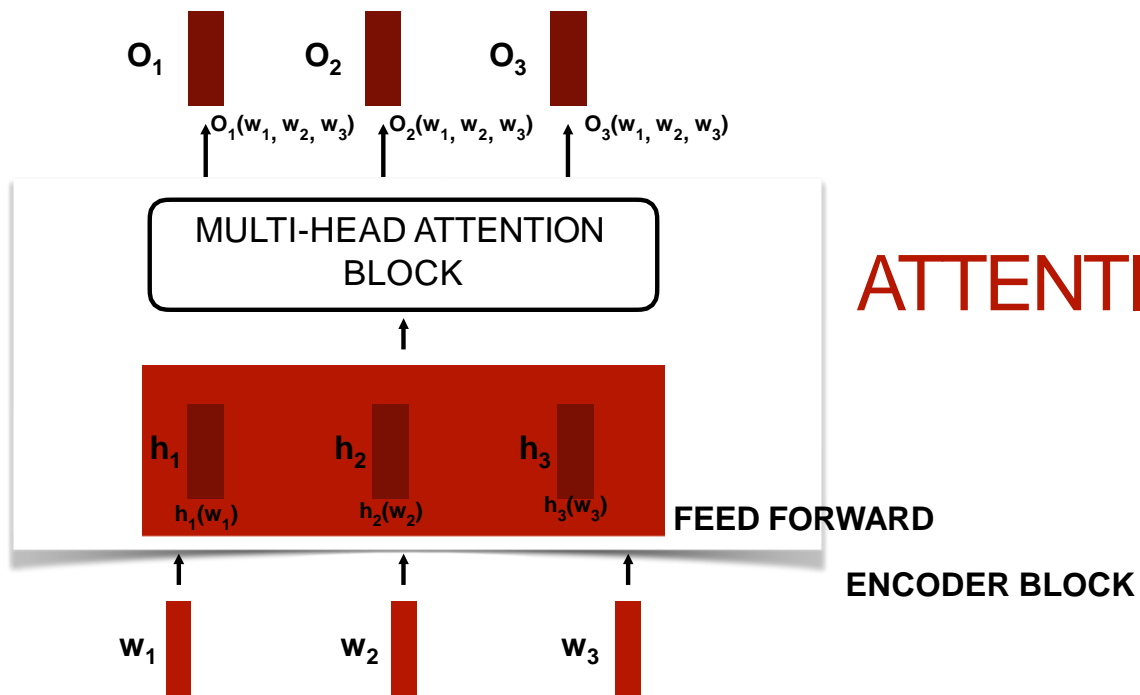 O₁ O₂ O₃
O₁(w₁, w₂, w₃) O₂(w₁, w₂, w₃) O₃(w₁, w₂, w₃)
MULTI-HEAD ATTENTION
BLOCK
ATTENTI
h₁ h₂ h₃
h₁(w₁) h₂(w₂) h₃(w₃)
FEED FORWARD
ENCODER BLOCK
w₁ w₂ w₃